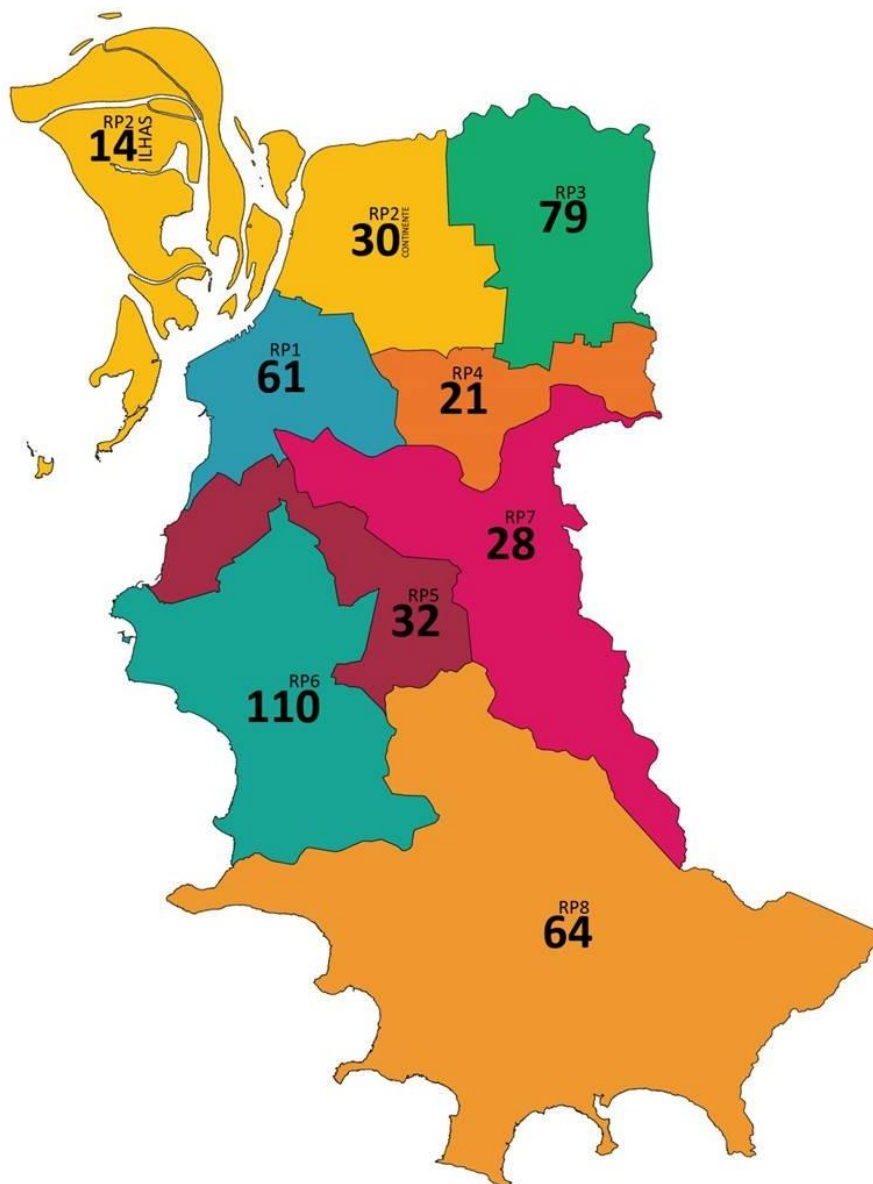 RP2
14
ILHAS
RP2
30
CONTINENTE
RP3
79
RP1
61
RP4
21
RP7
28
RP5
32
RP6
110
RP8
64